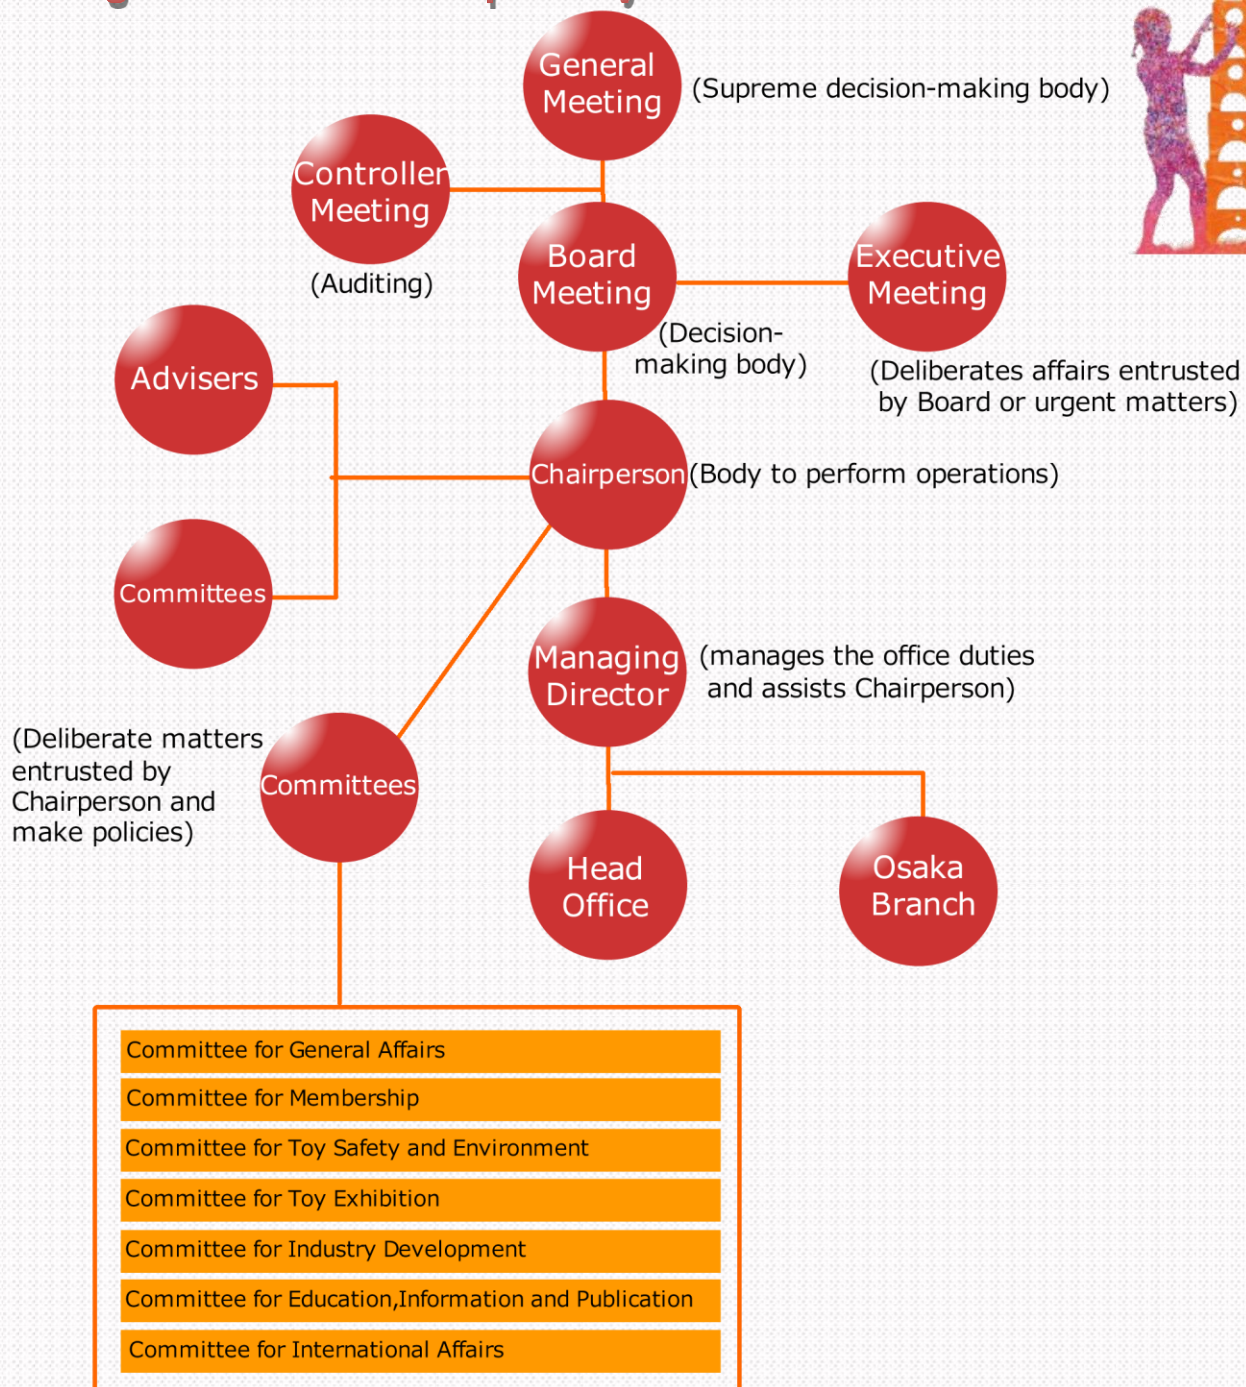 General
Meeting
(Supreme decision-making body)
Controller
Meeting
(Auditing)
Board
Meeting
(Decision-
making body)
Executive
Meeting
(Deliberates affairs entrusted
by Board or urgent matters)
Advisers
Chairperson
(Body to perform operations)
Committees
Managing
Director
(manages the office duties
and assists Chairperson)
(Deliberate matters
entrusted by
Chairperson and
make policies)
Committees
Head
Office
Osaka
Branch
Committee for General Affairs
Committee for Membership
Committee for Toy Safety and Environment
Committee for Toy Exhibition
Committee for Industry Development
Committee for Education,Information and Publication
Committee for International Affairs